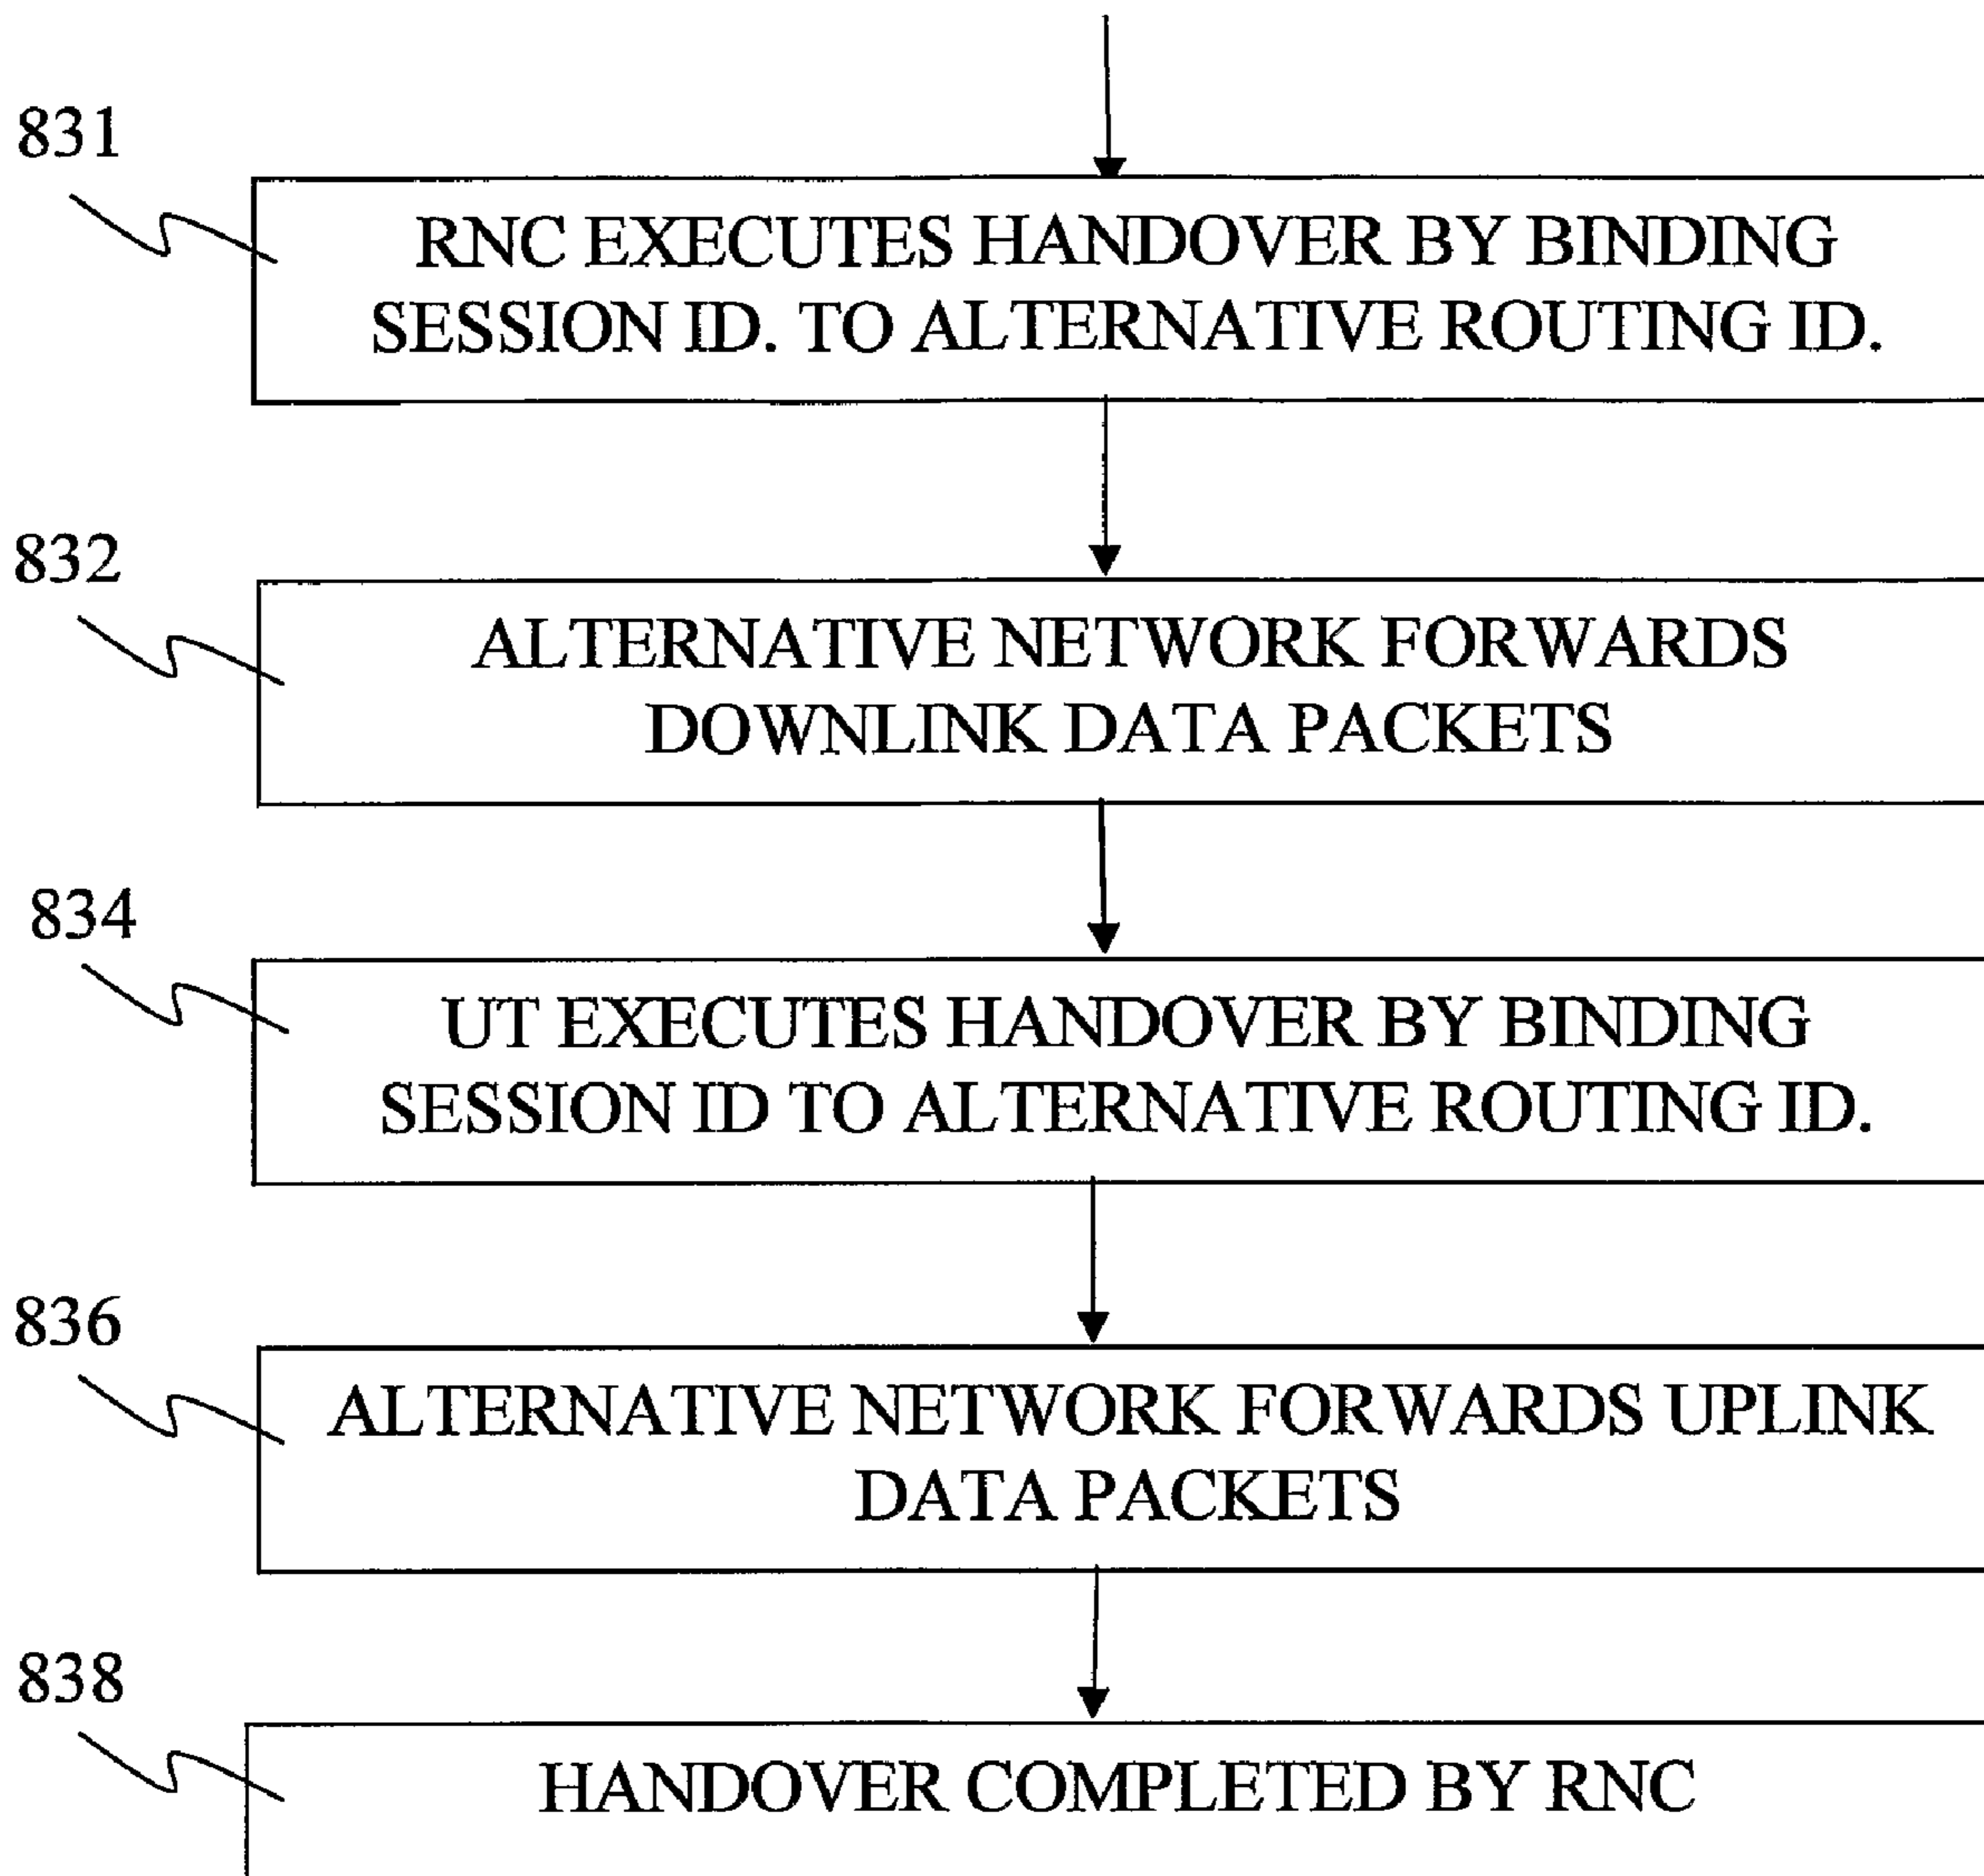 831
RNC EXECUTES HANDOVER BY BINDING
SESSION ID. TO ALTERNATIVE ROUTING ID.
832
ALTERNATIVE NETWORK FORWARDS
DOWNLINK DATA PACKETS
834
UT EXECUTES HANDOVER BY BINDING
SESSION ID TO ALTERNATIVE ROUTING ID.
836
ALTERNATIVE NETWORK FORWARDS UPLINK
DATA PACKETS
838
HANDOVER COMPLETED BY RNC